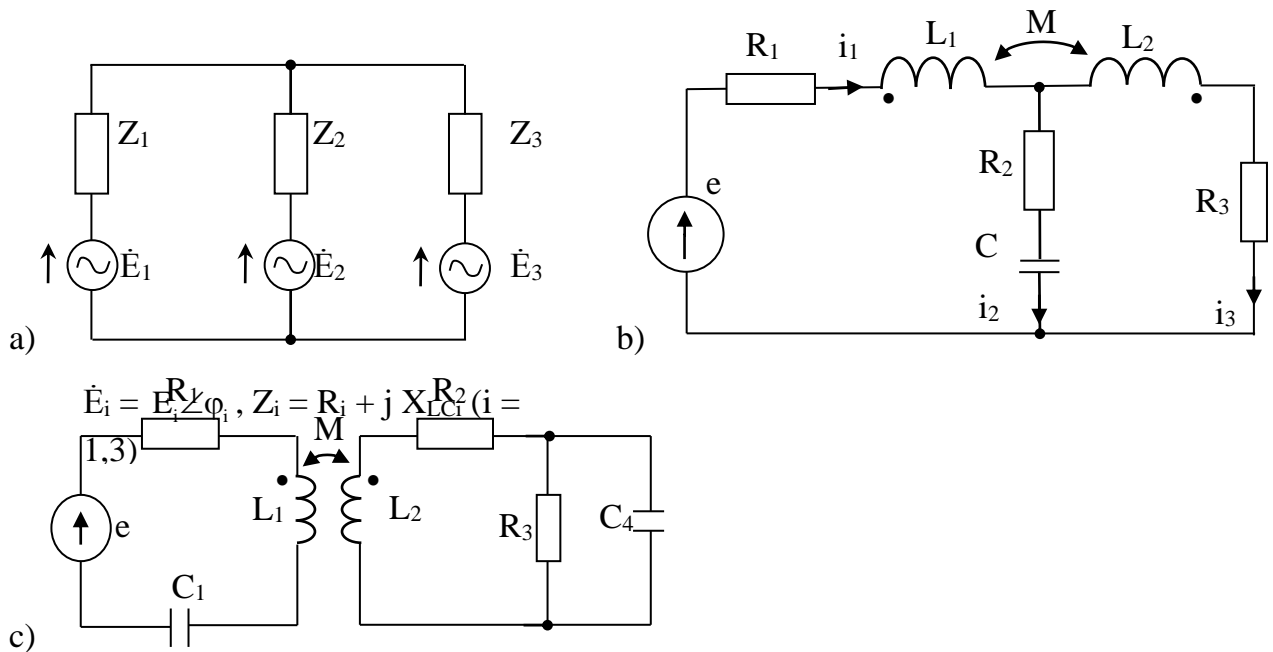 R₁ i₁ L₁ M L₂
Z₁ Z₂ Z₃
e R₂ R₃
Ė₁ Ė₂ Ė₃ C
i₂ i₃
a) b)
Ėᵢ = Eᵢ∠φᵢ , Zᵢ = Rᵢ + j X_LCi (i =
1,3)
R₁ R₂
M
L₁ L₂
e R₃ C₄
C₁
c)